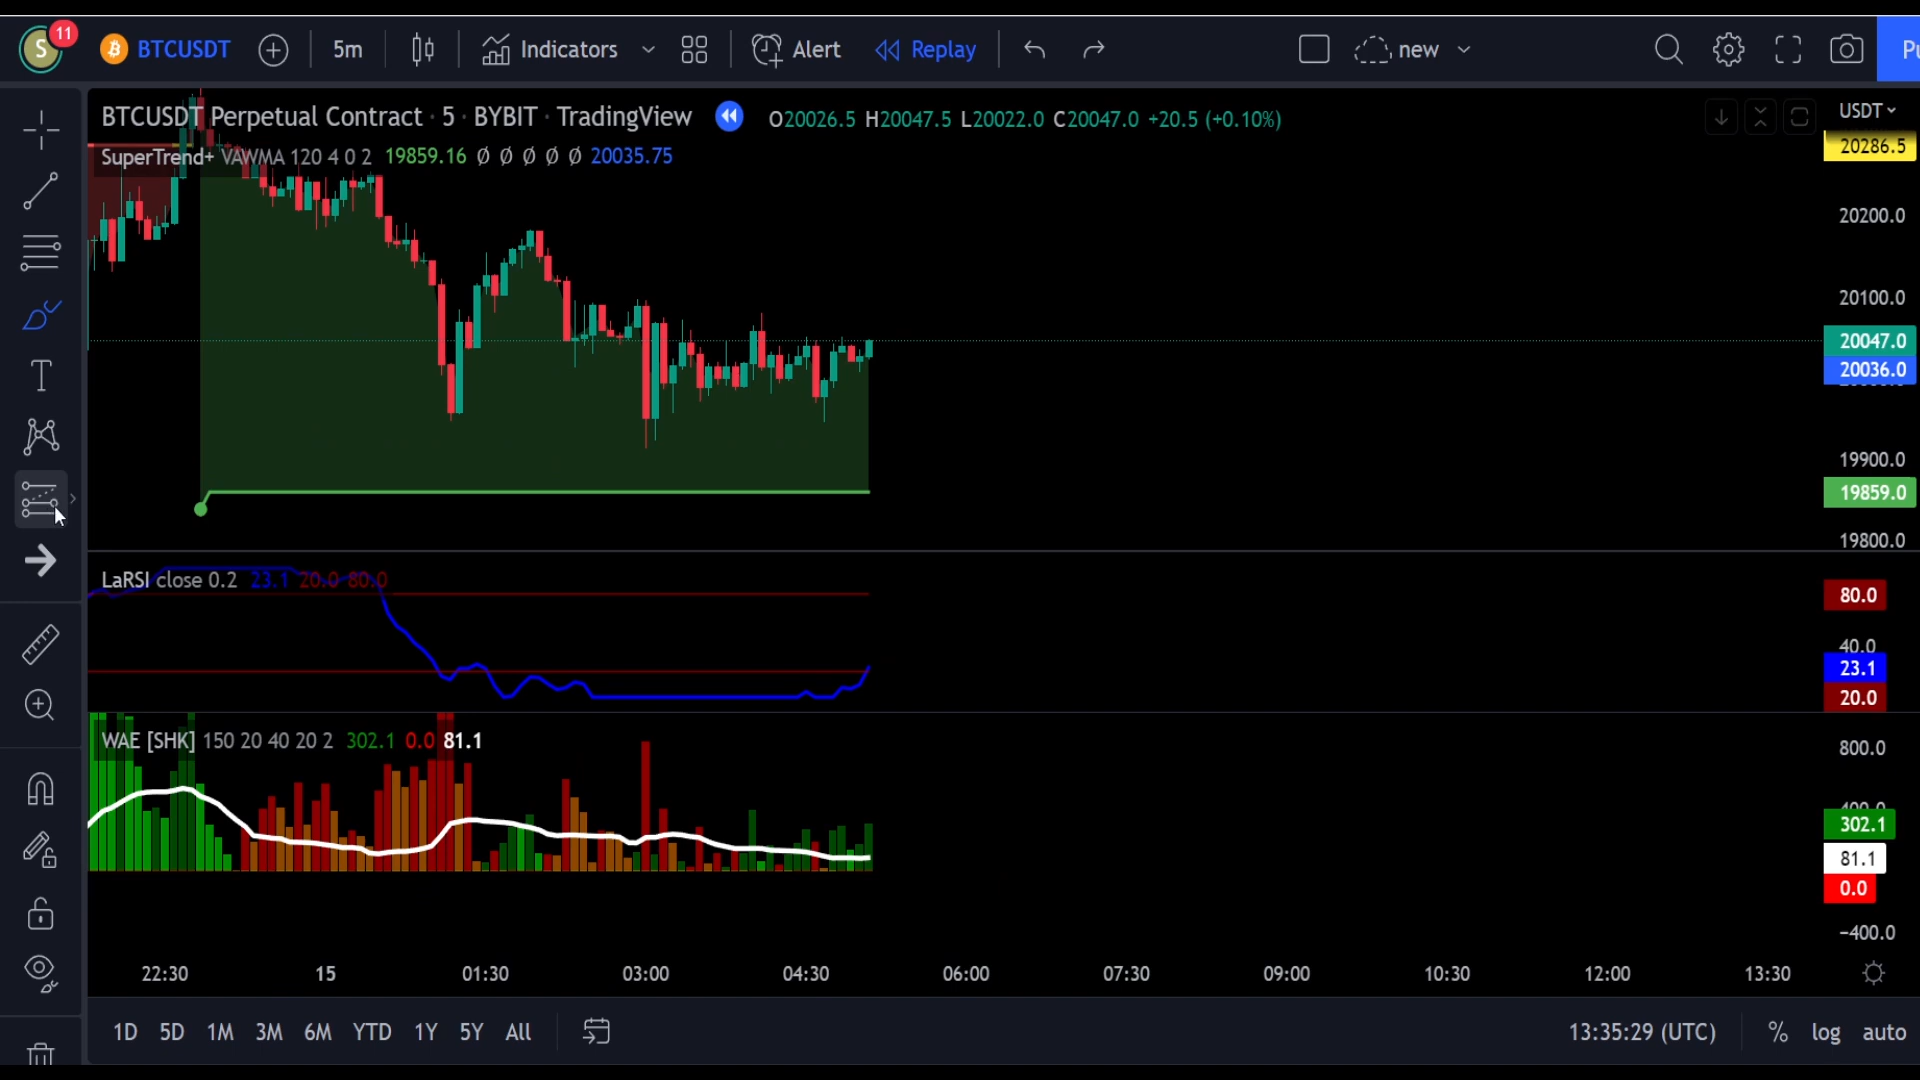 S 11 BTCUSDT 5m Indicators Alert Replay new Pu
BTCUSDT Perpetual Contract · 5 · BYBIT · TradingView O20026.5 H20047.5 L20022.0 C20047.0 +20.5 (+0.10%)
SuperTrend+ VAWMA 120 4 0 2 19859.16 Ø Ø Ø Ø Ø 20035.75
USDT
20286.5
20200.0
20100.0
20047.0
20036.0
19900.0
19859.0
19800.0
LaRSI close 0.2 23.1 20.0 80.0
80.0
40.0
23.1
20.0
WAE [SHK] 150 20 40 20 2 302.1 0.0 81.1
800.0
400.0
302.1
81.1
0.0
−400.0
22:30 15 01:30 03:00 04:30 06:00 07:30 09:00 10:30 12:00 13:30
1D 5D 1M 3M 6M YTD 1Y 5Y All 13:35:29 (UTC) % log auto